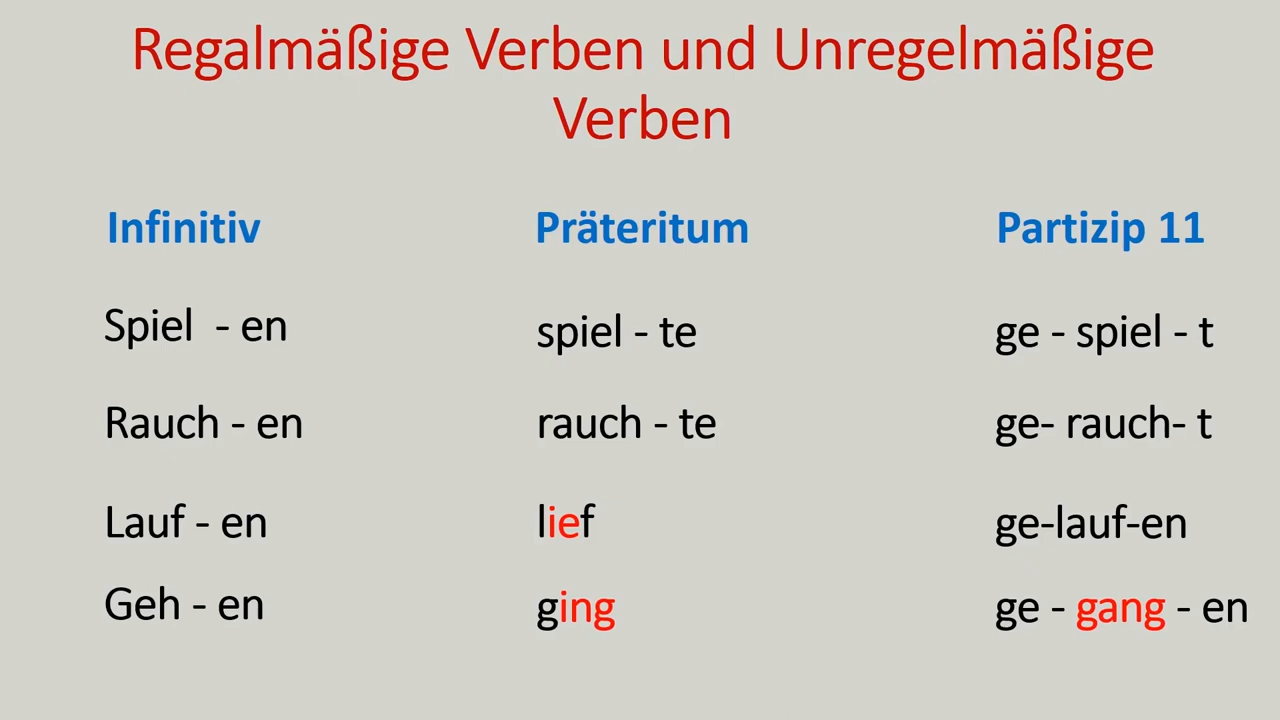 Regalmäßige Verben und Unregelmäßige
Verben
Infinitiv Präteritum Partizip 11
Spiel - en spiel - te ge - spiel - t
Rauch - en rauch - te ge- rauch- t
Lauf - en lief ge-lauf-en
Geh - en ging ge - gang - en